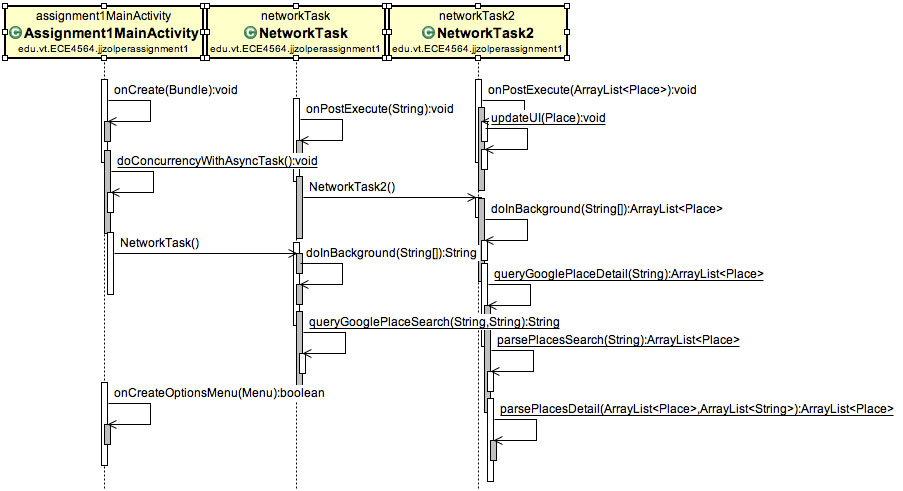 assignment1MainActivity
Assignment1MainActivity
edu.vt.ECE4564.jjzolperassignment1
networkTask
NetworkTask
edu.vt.ECE4564.jjzolperassignment1
networkTask2
NetworkTask2
edu.vt.ECE4564.jjzolperassignment1
onCreate(Bundle):void
onPostExecute(ArrayList<Place>):void
onPostExecute(String):void
updateUI(Place):void
doConcurrencyWithAsyncTask():void
NetworkTask2()
doInBackground(String[]):ArrayList<Place>
NetworkTask()
doInBackground(String[]):String
queryGooglePlaceDetail(String):ArrayList<Place>
queryGooglePlaceSearch(String,String):String
parsePlacesSearch(String):ArrayList<Place>
onCreateOptionsMenu(Menu):boolean
parsePlacesDetail(ArrayList<Place>,ArrayList<String>):ArrayList<Place>